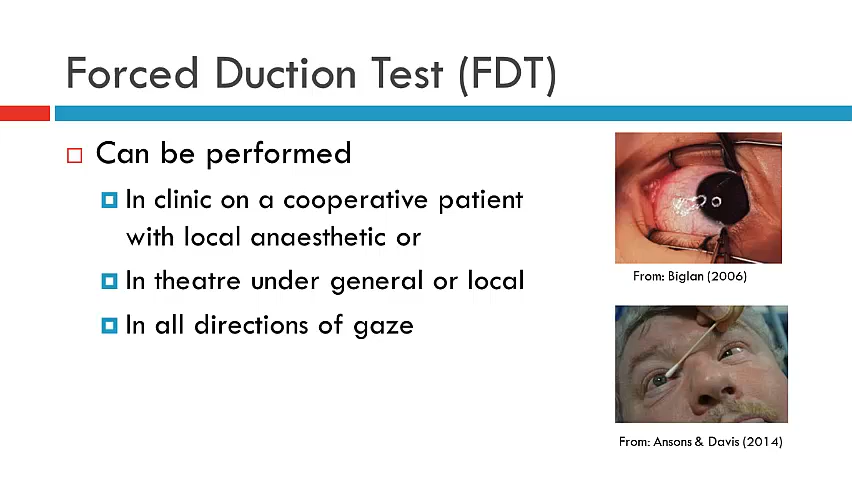 Forced Duction Test (FDT)
Can be performed
In clinic on a cooperative patient
with local anaesthetic or
In theatre under general or local
In all directions of gaze
From: Biglan (2006)
From: Ansons & Davis (2014)